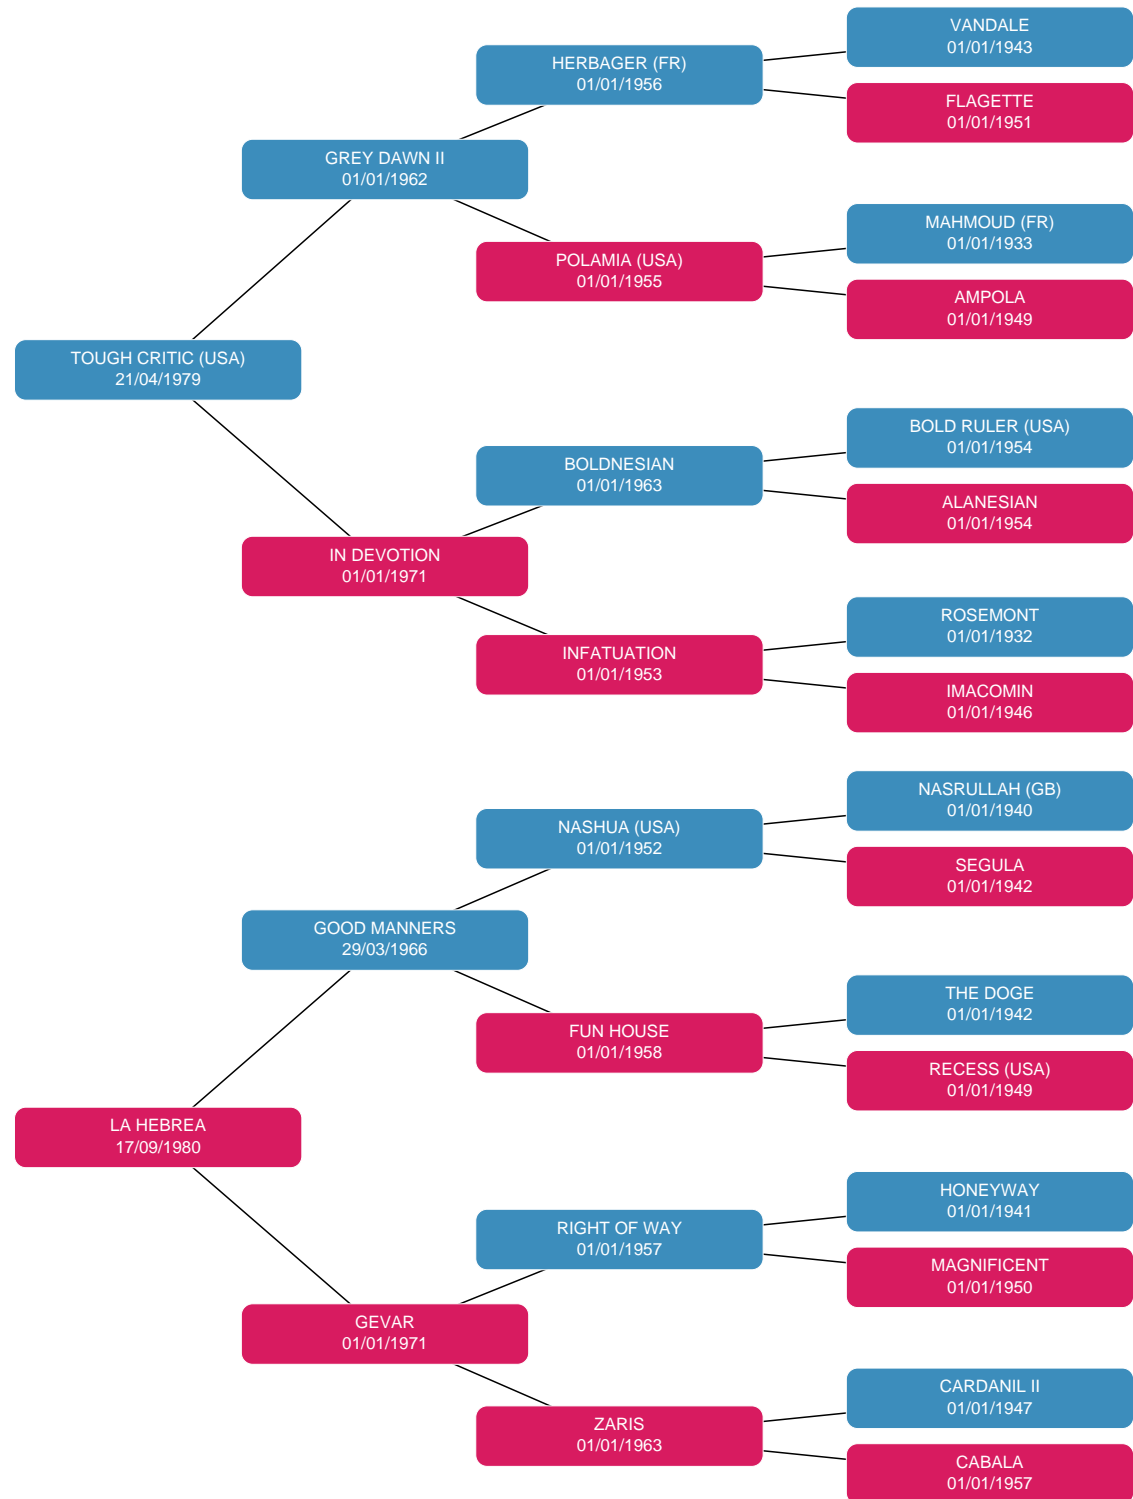 VANDALE
01/01/1943
HERBAGER (FR)
01/01/1956
FLAGETTE
01/01/1951
GREY DAWN II
01/01/1962
MAHMOUD (FR)
01/01/1933
POLAMIA (USA)
01/01/1955
AMPOLA
01/01/1949
TOUGH CRITIC (USA)
21/04/1979
BOLD RULER (USA)
01/01/1954
BOLDNESIAN
01/01/1963
ALANESIAN
01/01/1954
IN DEVOTION
01/01/1971
ROSEMONT
01/01/1932
INFATUATION
01/01/1953
IMACOMIN
01/01/1946
NASRULLAH (GB)
01/01/1940
NASHUA (USA)
01/01/1952
SEGULA
01/01/1942
GOOD MANNERS
29/03/1966
THE DOGE
01/01/1942
FUN HOUSE
01/01/1958
RECESS (USA)
01/01/1949
LA HEBREA
17/09/1980
HONEYWAY
01/01/1941
RIGHT OF WAY
01/01/1957
MAGNIFICENT
01/01/1950
GEVAR
01/01/1971
CARDANIL II
01/01/1947
ZARIS
01/01/1963
CABALA
01/01/1957